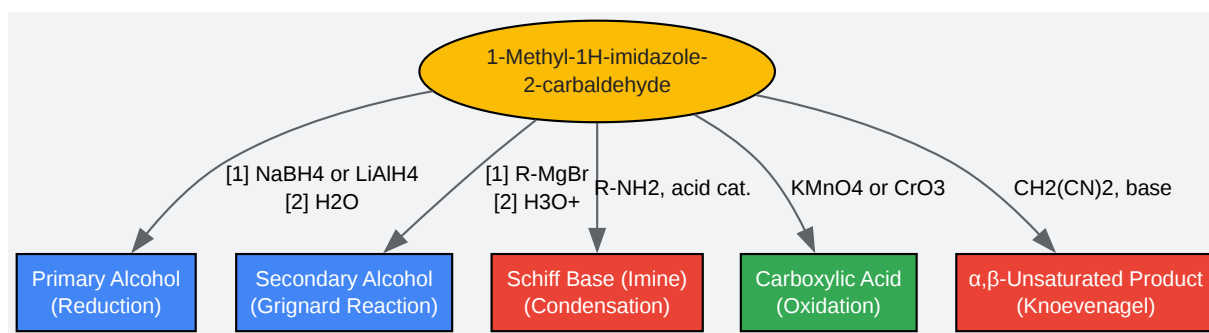 1-Methyl-1H-imidazole-
2-carbaldehyde
[1] NaBH4 or LiAlH4
[2] H2O
[1] R-MgBr
[2] H3O+
R-NH2, acid cat.
KMnO4 or CrO3
CH2(CN)2, base
Primary Alcohol
(Reduction)
Secondary Alcohol
(Grignard Reaction)
Schiff Base (Imine)
(Condensation)
Carboxylic Acid
(Oxidation)
α,β-Unsaturated Product
(Knoevenagel)